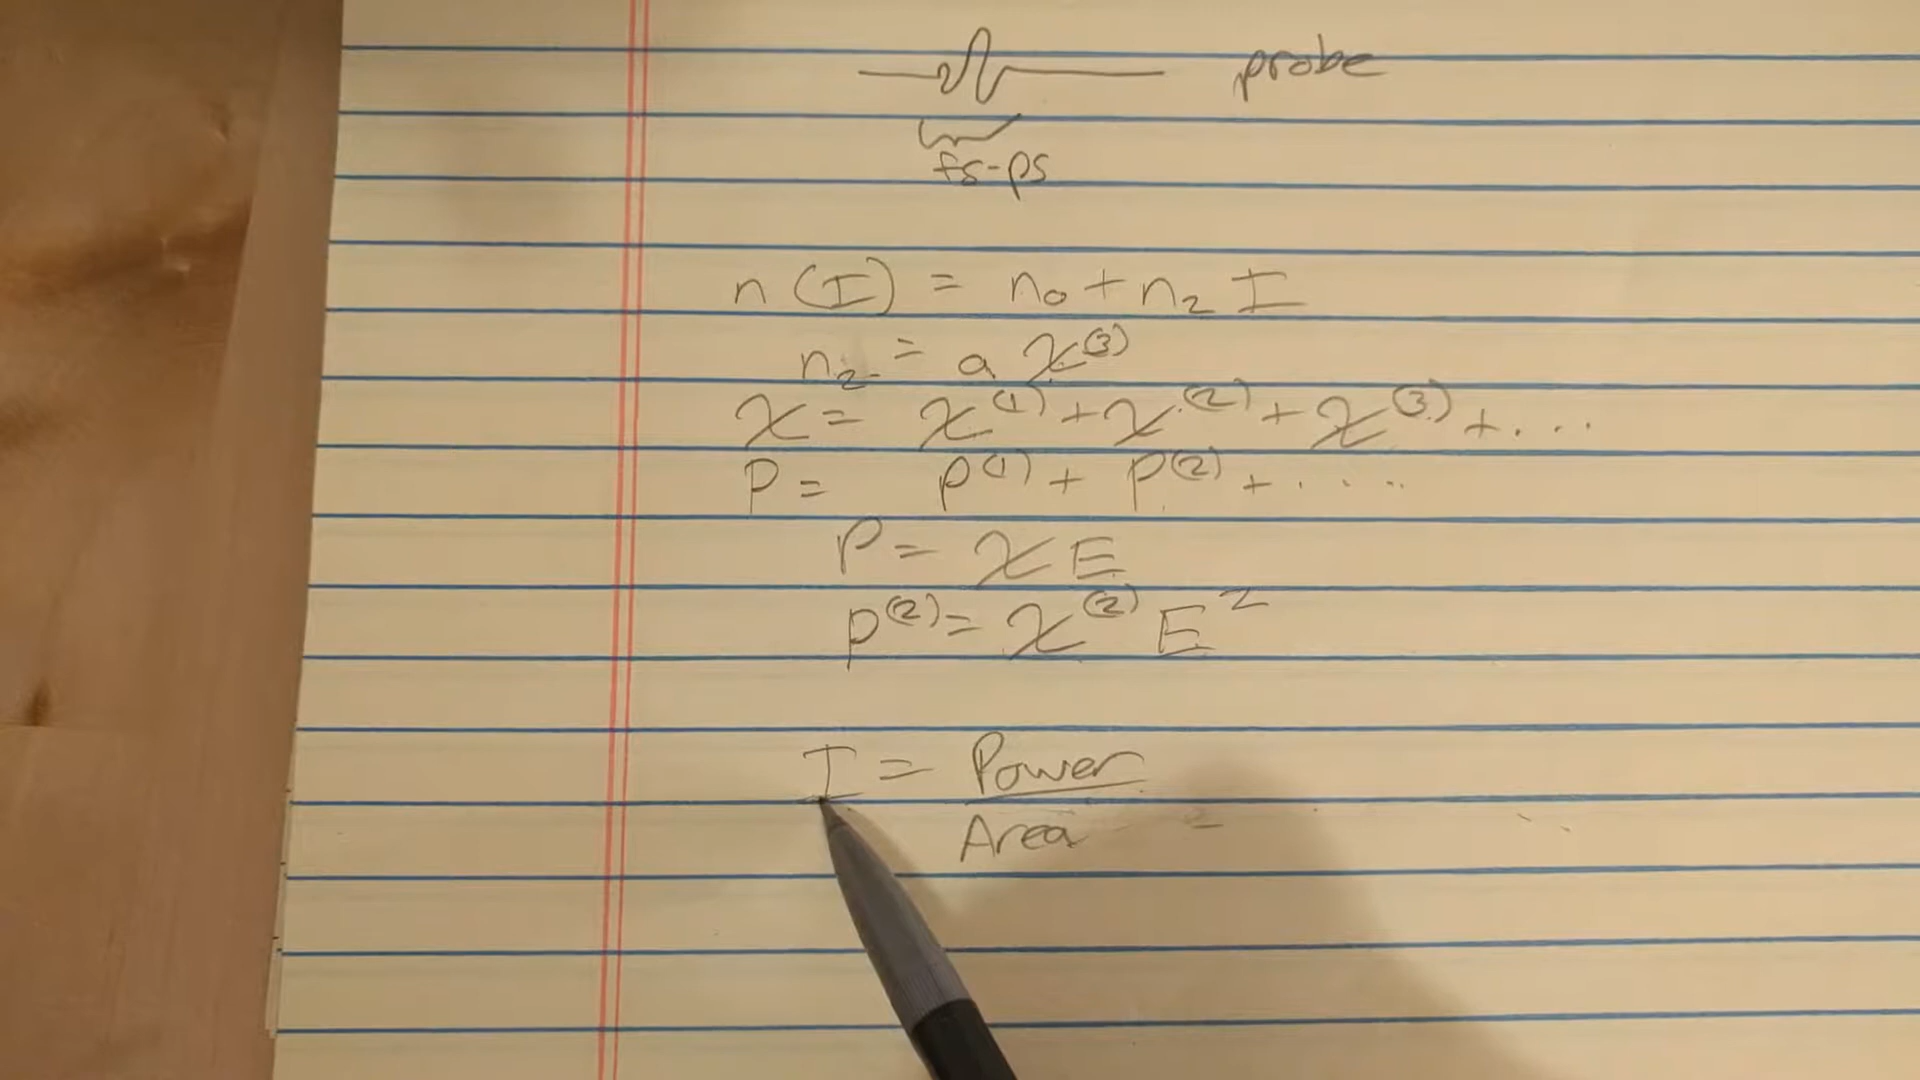 probe
fs-ps
n(I) = n₀ + n₂ I
n₂ = a χ⁽³⁾
χ = χ⁽¹⁾ + χ⁽²⁾ + χ⁽³⁾ + ...
P = P⁽¹⁾ + P⁽²⁾ + ....
P = χ E
P⁽²⁾ = χ⁽²⁾ E²
I = Power
Area